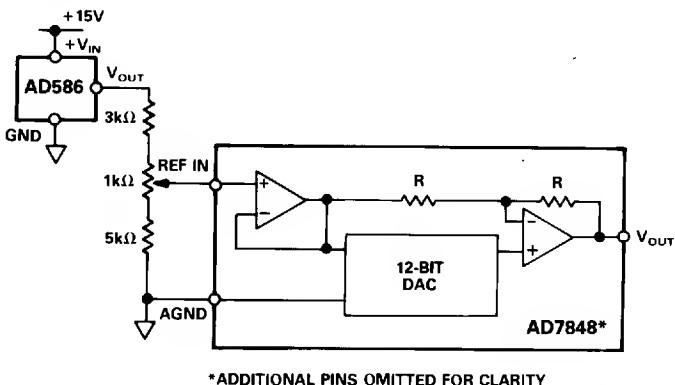 +15V
+VIN
AD586
VOUT
GND
3kΩ
1kΩ
5kΩ
REF IN
+
−
R
R
−
+
VOUT
12-BIT
DAC
AGND
AD7848*
*ADDITIONAL PINS OMITTED FOR CLARITY